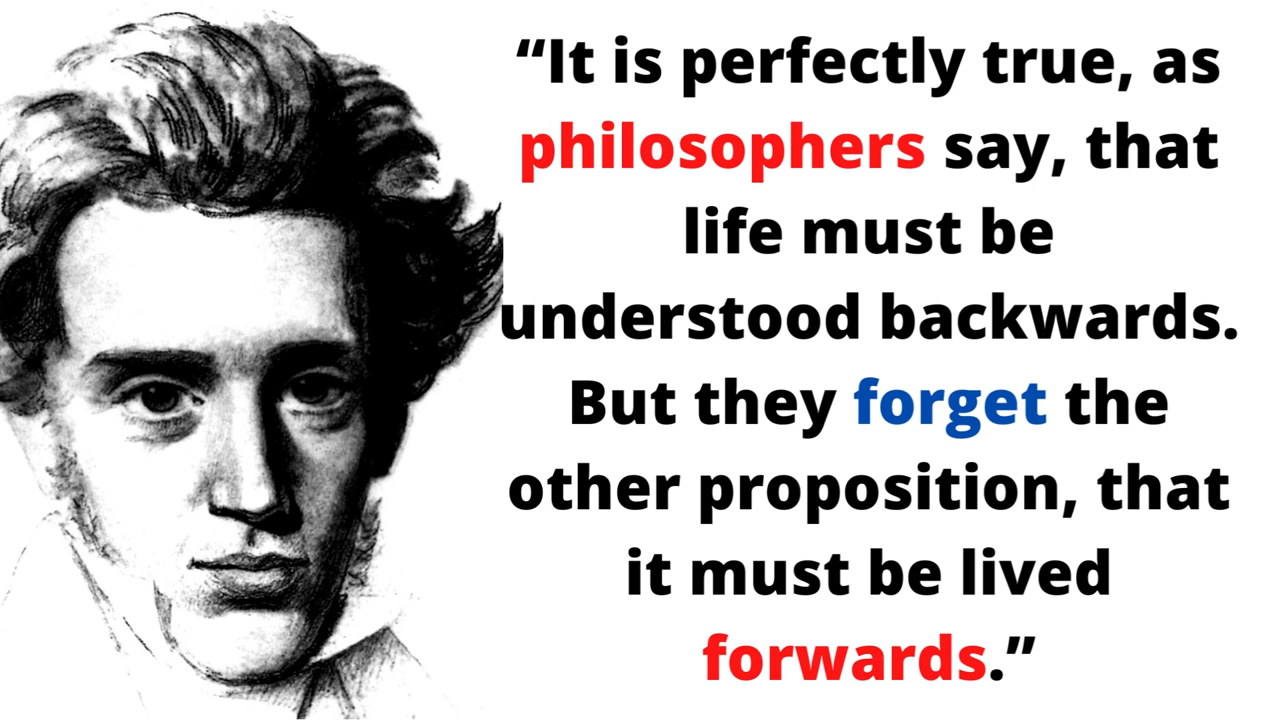 “It is perfectly true, as
philosophers say, that
life must be
understood backwards.
But they forget the
other proposition, that
it must be lived
forwards.”